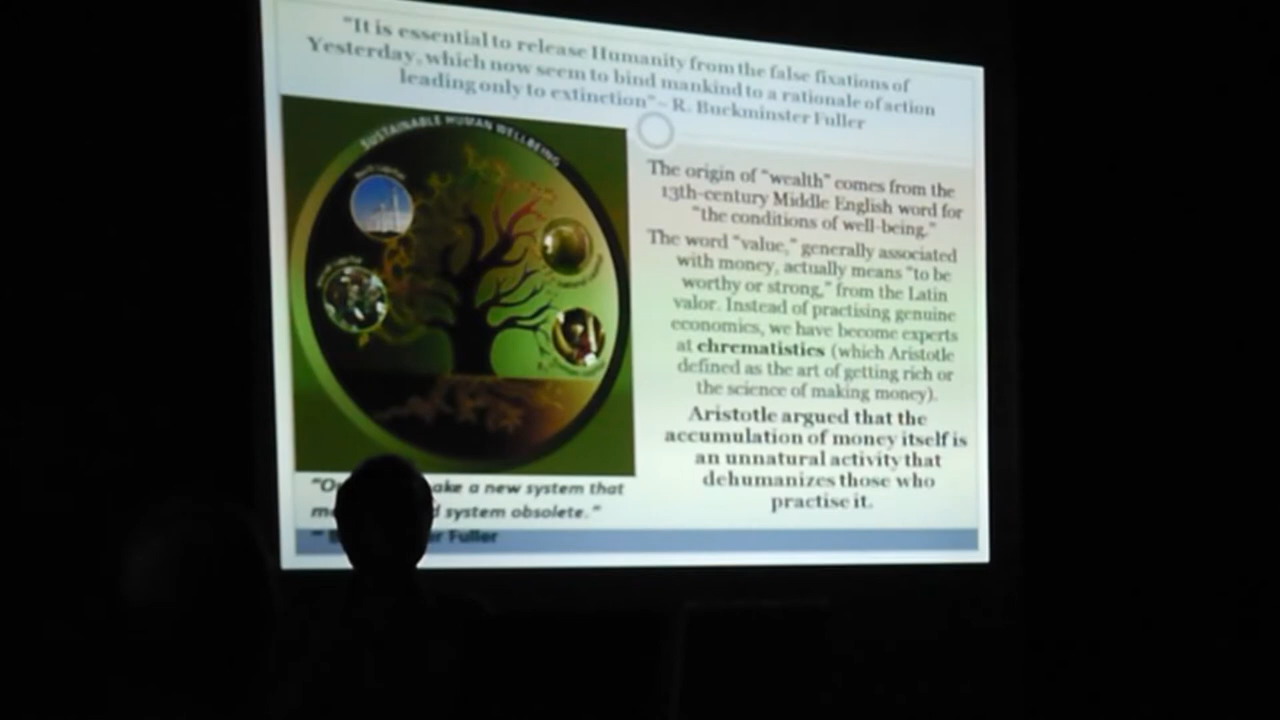 "It is essential to release Humanity from the false fixations of
Yesterday, which now seem to bind mankind to a rationale of action
leading only to extinction" – R. Buckminster Fuller
SUSTAINABLE HUMAN WELLBEING
The origin of "wealth" comes from the
13th-century Middle English word for
"the conditions of well-being."
The word "value," generally associated
with money, actually means "to be
worthy or strong," from the Latin
valor. Instead of practising genuine
economics, we have become experts
at chrematistics (which Aristotle
defined as the art of getting rich or
the science of making money).
Aristotle argued that the
accumulation of money itself is
an unnatural activity that
dehumanizes those who
practise it.
a new system that
system obsolete."
Fuller